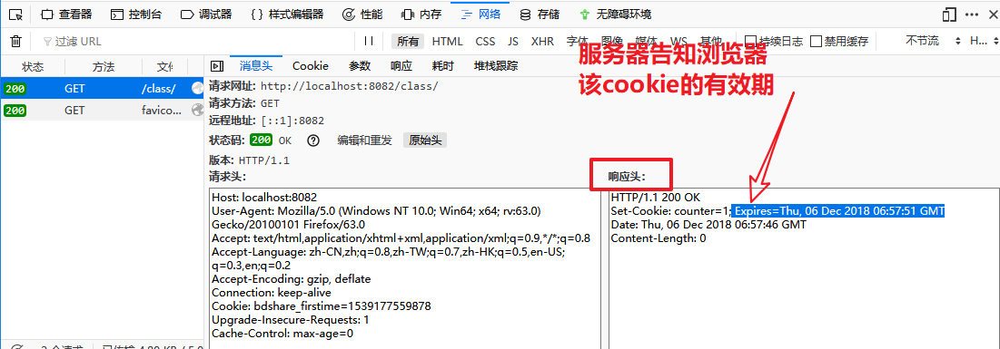 查看器 控制台 调试器 样式编辑器 性能 内存 网络 存储 无障碍环境
过滤 URL 所有 HTML CSS JS XHR 字体 图像 媒体 WS 其他 持续日志 禁用缓存 不节流 H...
服务器告知浏览器
该cookie的有效期
状态 方法 文件 消息头 Cookie 参数 响应 耗时 堆栈跟踪
200 GET /class/
200 GET favico...
请求网址: http://localhost:8082/class/
请求方法: GET
远程地址: [::1]:8082
状态码: 200 OK 编辑和重发 原始头
版本: HTTP/1.1
请求头:
Host: localhost:8082
User-Agent: Mozilla/5.0 (Windows NT 10.0; Win64; x64; rv:63.0)
Gecko/20100101 Firefox/63.0
Accept: text/html,application/xhtml+xml,application/xml;q=0.9,*/*;q=0.8
Accept-Language: zh-CN,zh;q=0.8,zh-TW;q=0.7,zh-HK;q=0.5,en-US;
q=0.3,en;q=0.2
Accept-Encoding: gzip, deflate
Connection: keep-alive
Cookie: bdshare_firstime=1539177559878
Upgrade-Insecure-Requests: 1
Cache-Control: max-age=0
响应头:
HTTP/1.1 200 OK
Set-Cookie: counter=1; Expires=Thu, 06 Dec 2018 06:57:51 GMT
Date: Thu, 06 Dec 2018 06:57:46 GMT
Content-Length: 0